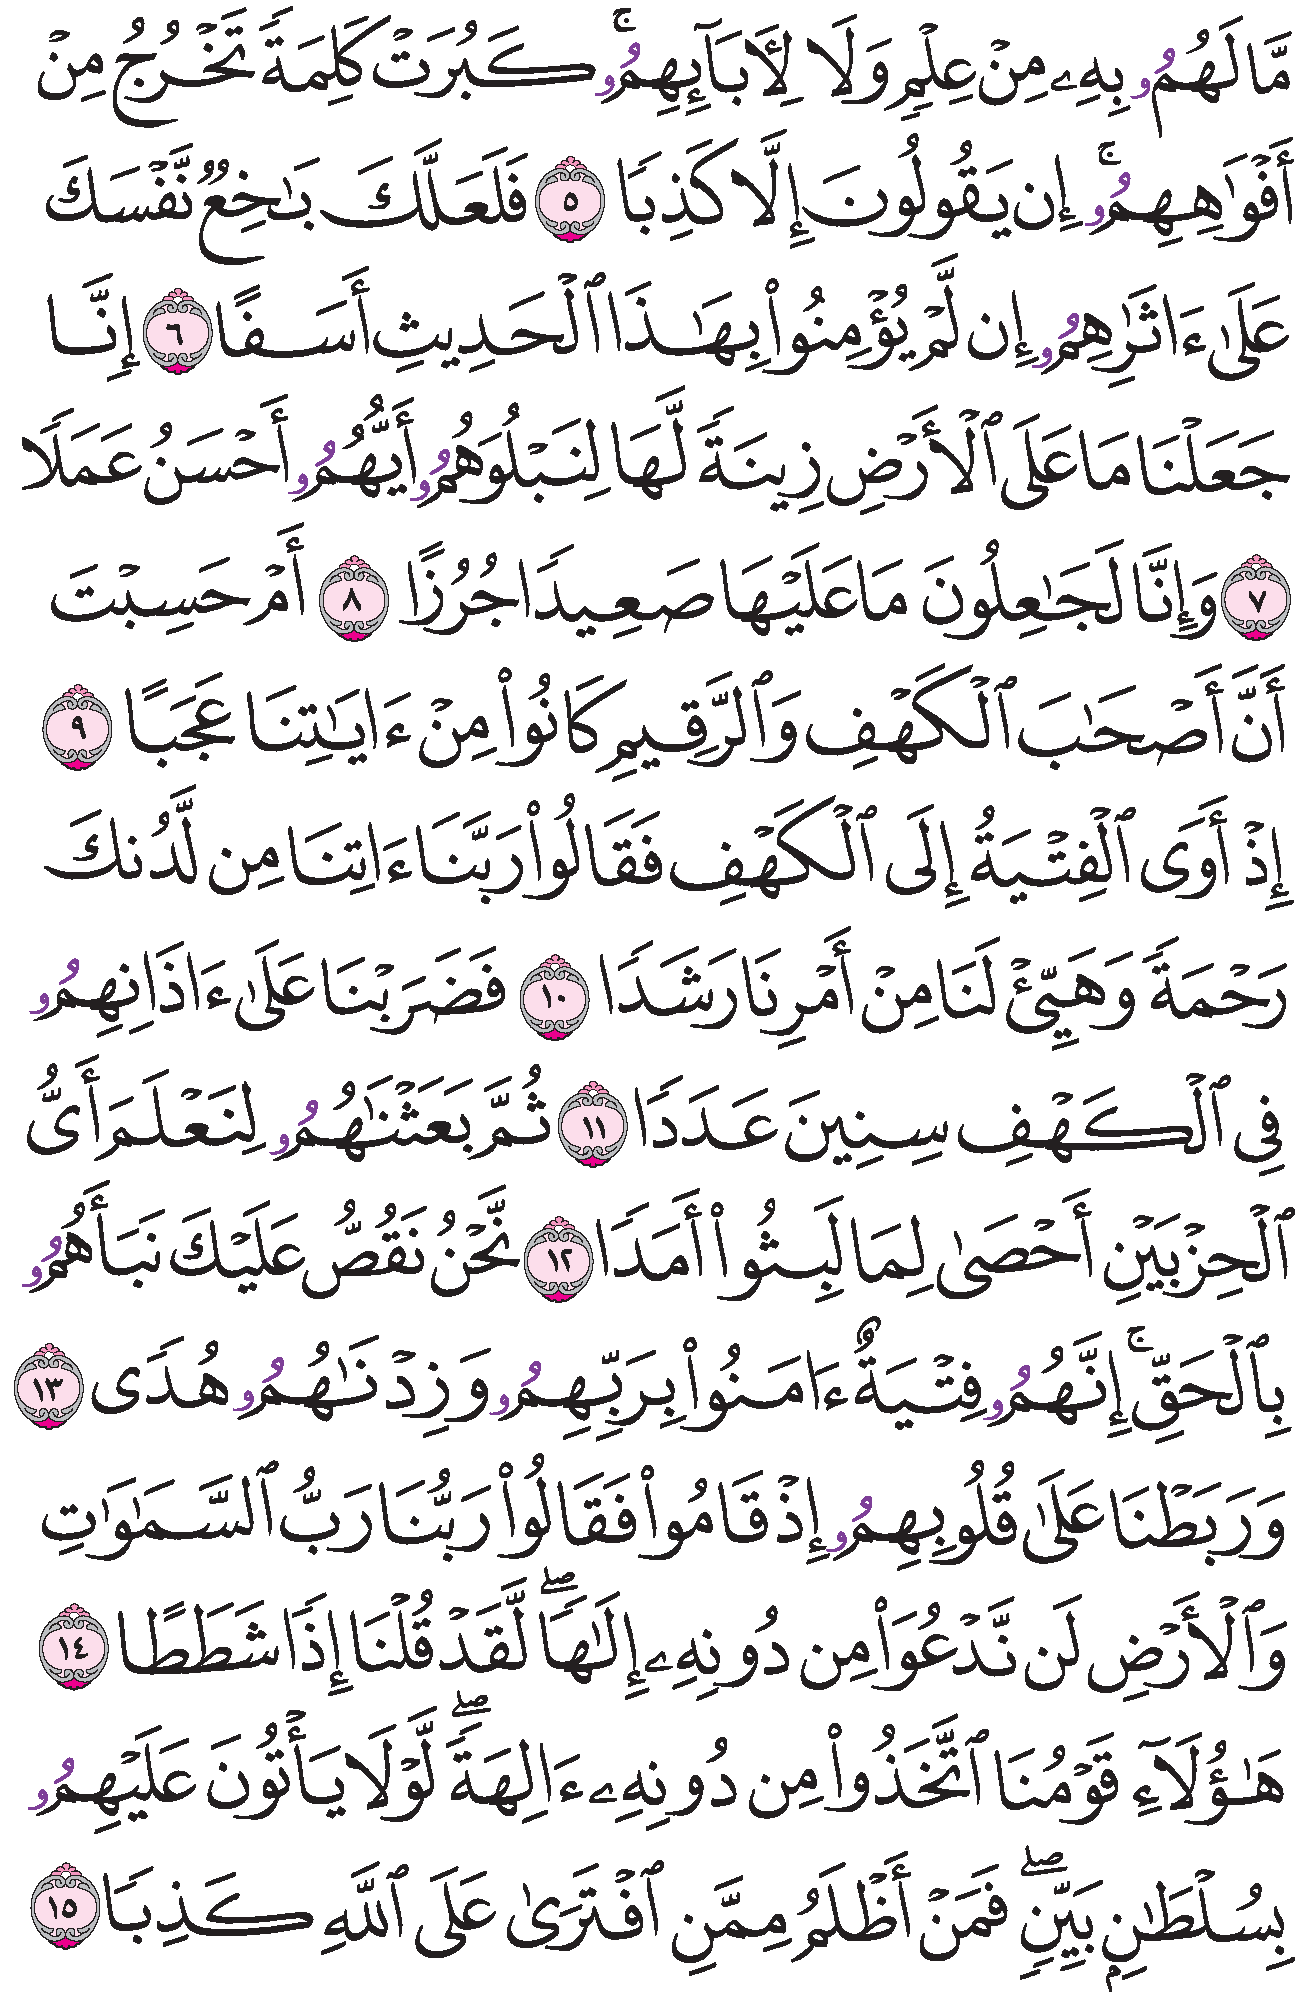 مَّا لَهُمُۥ بِهِۦ مِنۡ عِلۡمٖ وَلَا لِأٓبَآئِهِمُۥۚ كَبُرَتۡ كَلِمَةٗ تَخۡرُجُ مِنۡ
أَفۡوَٰهِهِمُۥۚ إِن يَقُولُونَ إِلَّا كَذِبٗا ٥ فَلَعَلَّكَ بَٰخِعٞ نَّفۡسَكَ
عَلَىٰٓ ءَاثَٰرِهِمُۥ إِن لَّمۡ يُؤۡمِنُواْ بِهَٰذَا ٱلۡحَدِيثِ أَسَفًا ٦ إِنَّا
جَعَلۡنَا مَا عَلَى ٱلۡأَرۡضِ زِينَةٗ لَّهَا لِنَبۡلُوَهُمُۥ أَيُّهُمُۥ أَحۡسَنُ عَمَلٗا
٧ وَإِنَّا لَجَٰعِلُونَ مَا عَلَيۡهَا صَعِيدٗا جُرُزًا ٨ أَمۡ حَسِبۡتَ
أَنَّ أَصۡحَٰبَ ٱلۡكَهۡفِ وَٱلرَّقِيمِ كَانُواْ مِنۡ ءَايَٰتِنَا عَجَبًا ٩
إِذۡ أَوَى ٱلۡفِتۡيَةُ إِلَى ٱلۡكَهۡفِ فَقَالُواْ رَبَّنَا ءَاتِنَا مِن لَّدُنكَ
رَحۡمَةٗ وَهَيِّئۡ لَنَا مِنۡ أَمۡرِنَا رَشَدٗا ١٠ فَضَرَبۡنَا عَلَىٰ ءَاذَانِهِمُۥ
فِي ٱلۡكَهۡفِ سِنِينَ عَدَدٗا ١١ ثُمَّ بَعَثۡنَٰهُمُۥ لِنَعۡلَمَ أَيُّ
ٱلۡحِزۡبَيۡنِ أَحۡصَىٰ لِمَا لَبِثُواْ أَمَدٗا ١٢ نَّحۡنُ نَقُصُّ عَلَيۡكَ نَبَأَهُمُۥ
بِٱلۡحَقِّۚ إِنَّهُمُۥ فِتۡيَةٌ ءَامَنُواْ بِرَبِّهِمُۥ وَزِدۡنَٰهُمُۥ هُدٗى ١٣
وَرَبَطۡنَا عَلَىٰ قُلُوبِهِمُۥ إِذۡ قَامُواْ فَقَالُواْ رَبُّنَا رَبُّ ٱلسَّمَٰوَٰتِ
وَٱلۡأَرۡضِ لَن نَّدۡعُوَاْ مِن دُونِهِۦ إِلَٰهٗاۖ لَّقَدۡ قُلۡنَا إِذٗا شَطَطًا ١٤
هَٰؤُلَآءِ قَوۡمُنَا ٱتَّخَذُواْ مِن دُونِهِۦ ءَالِهَةٗۖ لَّوۡلَا يَأۡتُونَ عَلَيۡهِمُۥ
بِسُلۡطَٰنِۭ بَيِّنٖۖ فَمَنۡ أَظۡلَمُ مِمَّنِ ٱفۡتَرَىٰ عَلَى ٱللَّهِ كَذِبٗا ١٥